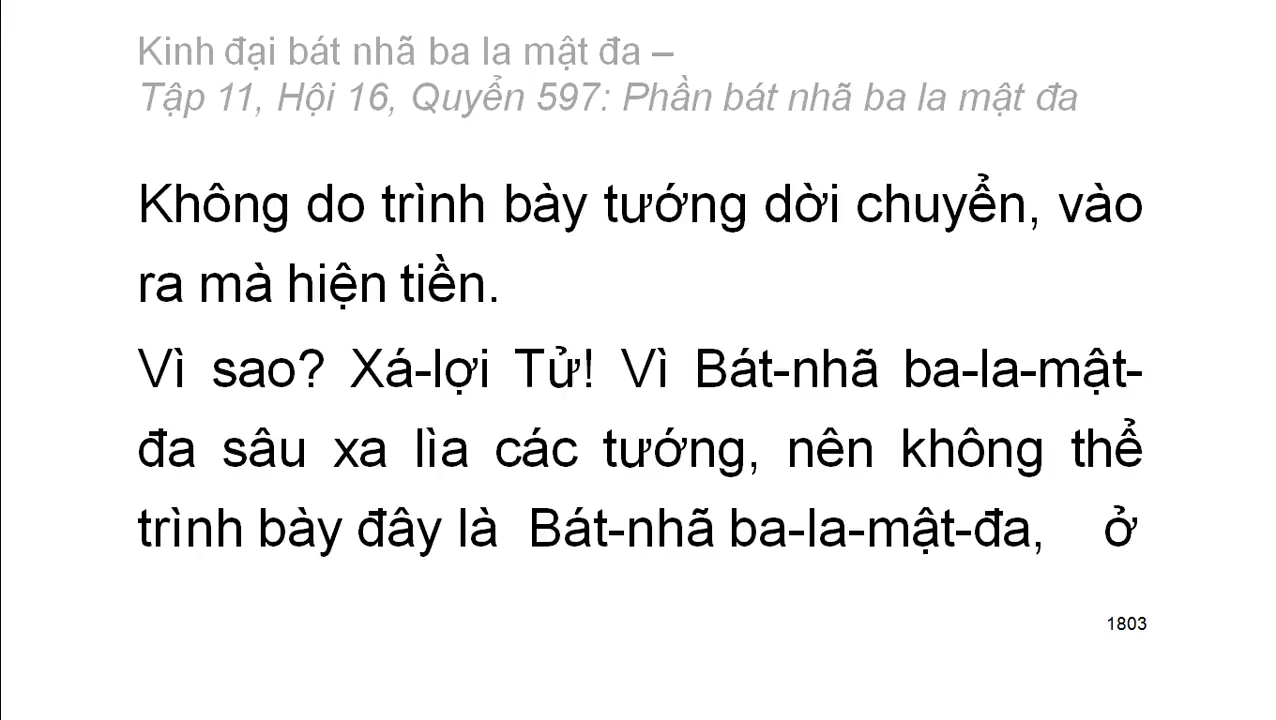 Kinh đại bát nhã ba la mật đa –
Tập 11, Hội 16, Quyển 597: Phần bát nhã ba la mật đa
Không do trình bày tướng dời chuyển, vào
ra mà hiện tiền.
Vì sao? Xá-lợi Tử! Vì Bát-nhã ba-la-mật-
đa sâu xa lìa các tướng, nên không thể
trình bày đây là Bát-nhã ba-la-mật-đa, ở
1803